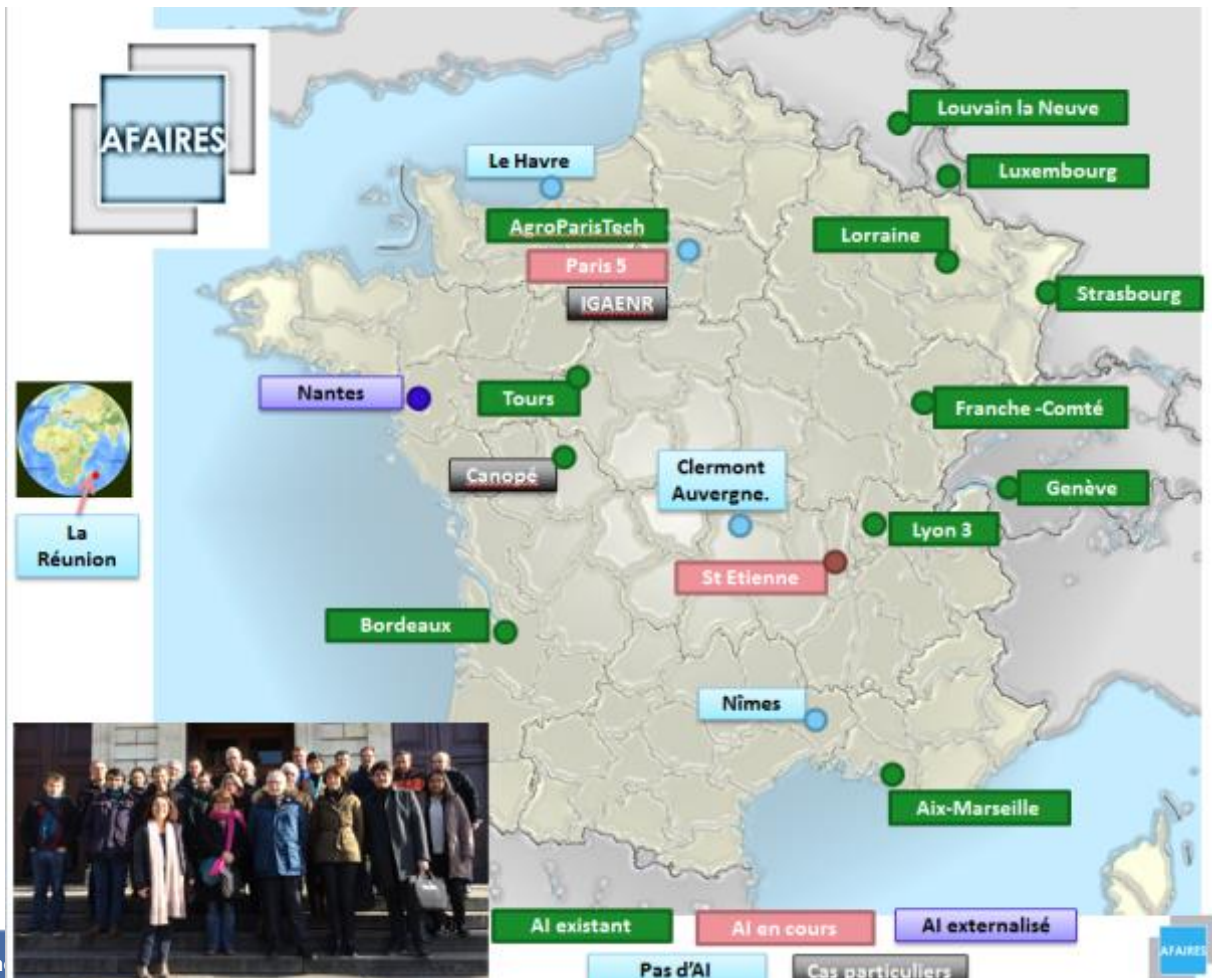 AFAIRES
Louvain la Neuve
Le Havre
Luxembourg
AgroParisTech
Lorraine
Paris 5
IGAENR
Strasbourg
Nantes
Tours
Franche -Comté
Canopé
Clermont
Auvergne.
Genève
La
Réunion
Lyon 3
St Etienne
Bordeaux
Nîmes
Aix-Marseille
AI existant
AI en cours
AI externalisé
Pas d'AI
Cas particuliers
AFAIRES